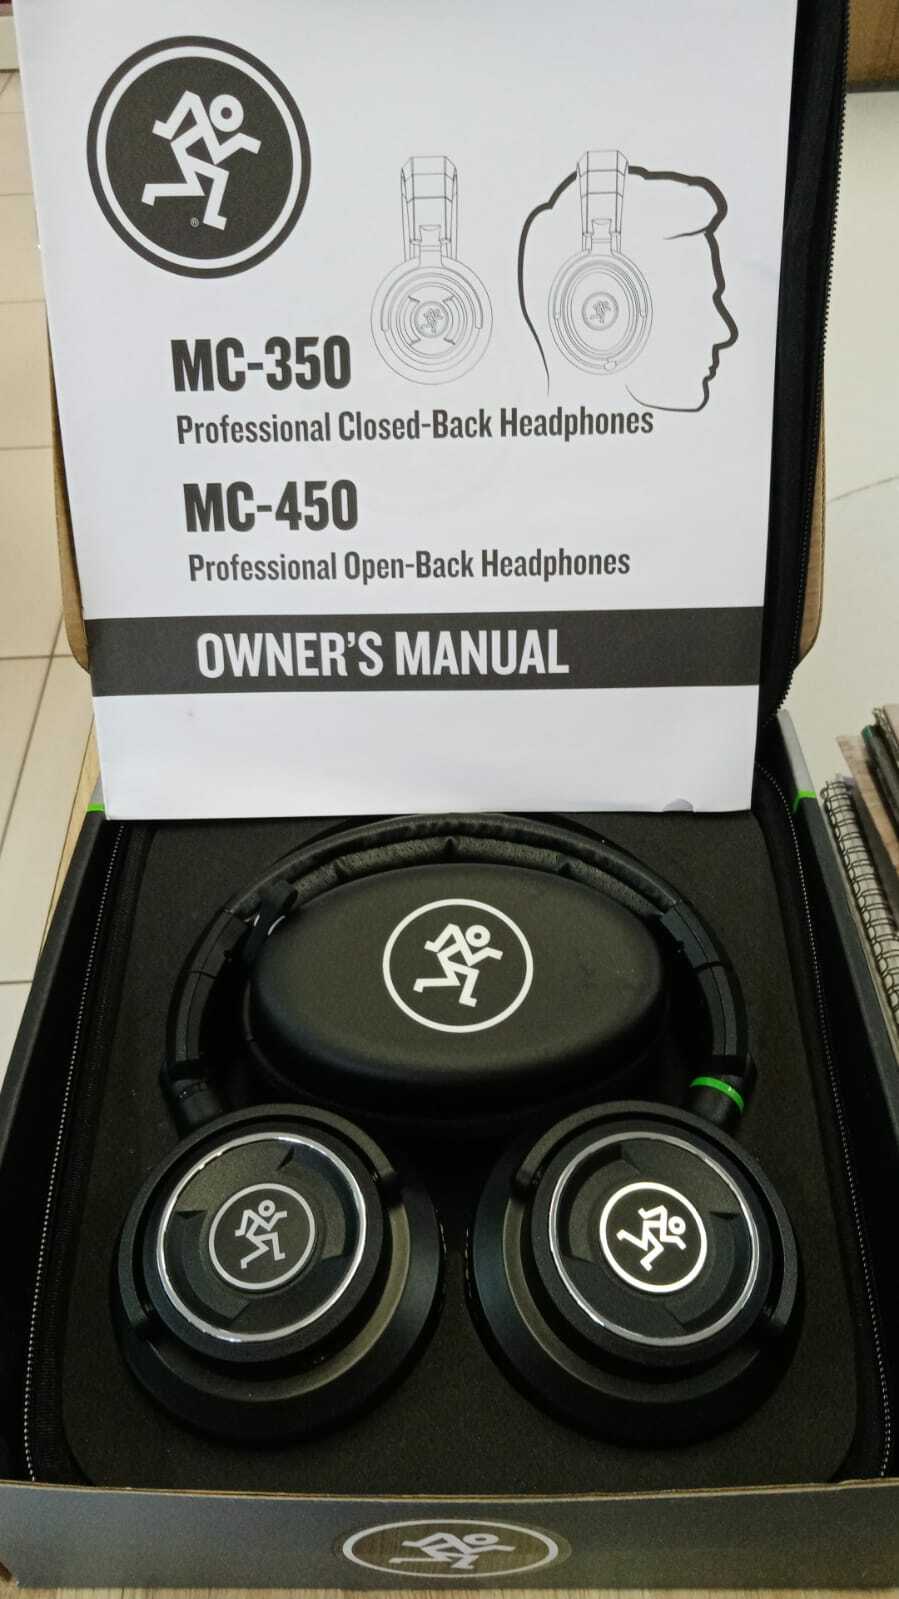 ®
MC-350
Professional Closed-Back Headphones
MC-450
Professional Open-Back Headphones
OWNER'S MANUAL